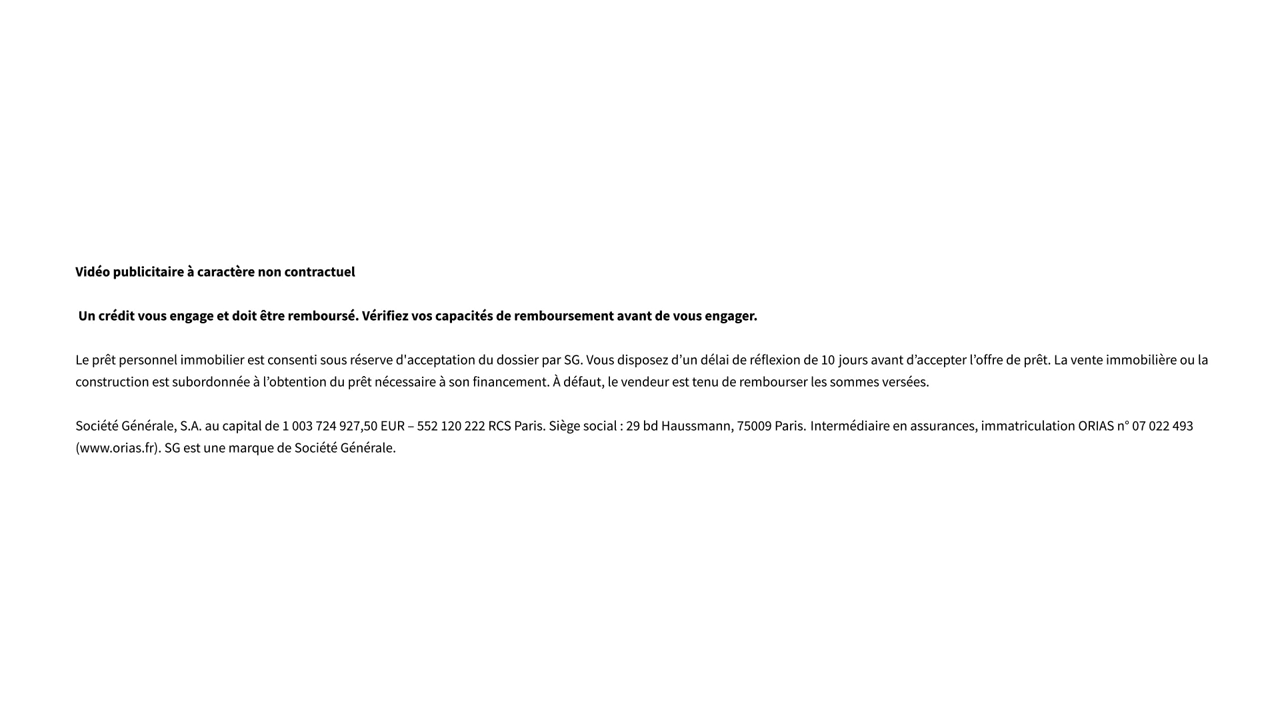 Vidéo publicitaire à caractère non contractuel
Un crédit vous engage et doit être remboursé. Vérifiez vos capacités de remboursement avant de vous engager.
Le prêt personnel immobilier est consenti sous réserve d'acceptation du dossier par SG. Vous disposez d’un délai de réflexion de 10 jours avant d’accepter l’offre de prêt. La vente immobilière ou la
construction est subordonnée à l’obtention du prêt nécessaire à son financement. À défaut, le vendeur est tenu de rembourser les sommes versées.
Société Générale, S.A. au capital de 1 003 724 927,50 EUR – 552 120 222 RCS Paris. Siège social : 29 bd Haussmann, 75009 Paris. Intermédiaire en assurances, immatriculation ORIAS n° 07 022 493
(www.orias.fr). SG est une marque de Société Générale.